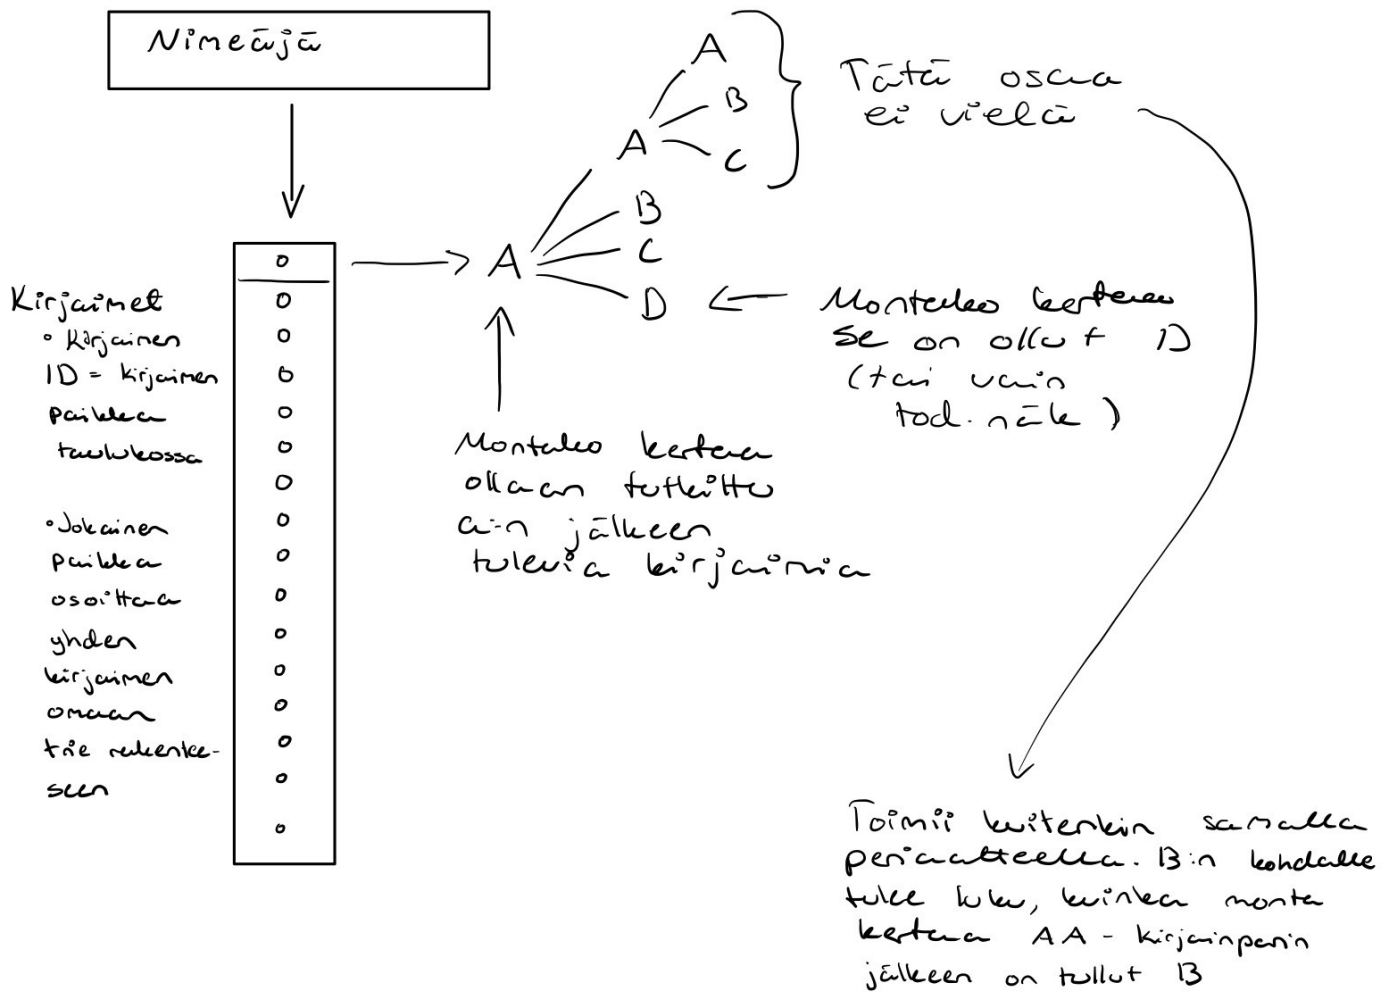 Nimeäjä
A
B
C
A
Tätä osaa
ei vielä
A
B
C
D
Kirjaimet
• Kirjaimen
ID = kirjaimen
paikka
taulukossa
• Jokainen
paikka
osoittaa
yhden
kirjaimen
omaan
trie rakentee-
seen
Montako kertaa
se on ollut D
(tai vain
tod. näk)
Montako kertaa
ollaan tutkittu
a:n jälkeen
tulevia kirjaimia
Toimii kuitenkin samalla
periaatteella. B:n kohdalle
tulee luku, kuinka monta
kertaa AA - kirjainparin
jälkeen on tullut B